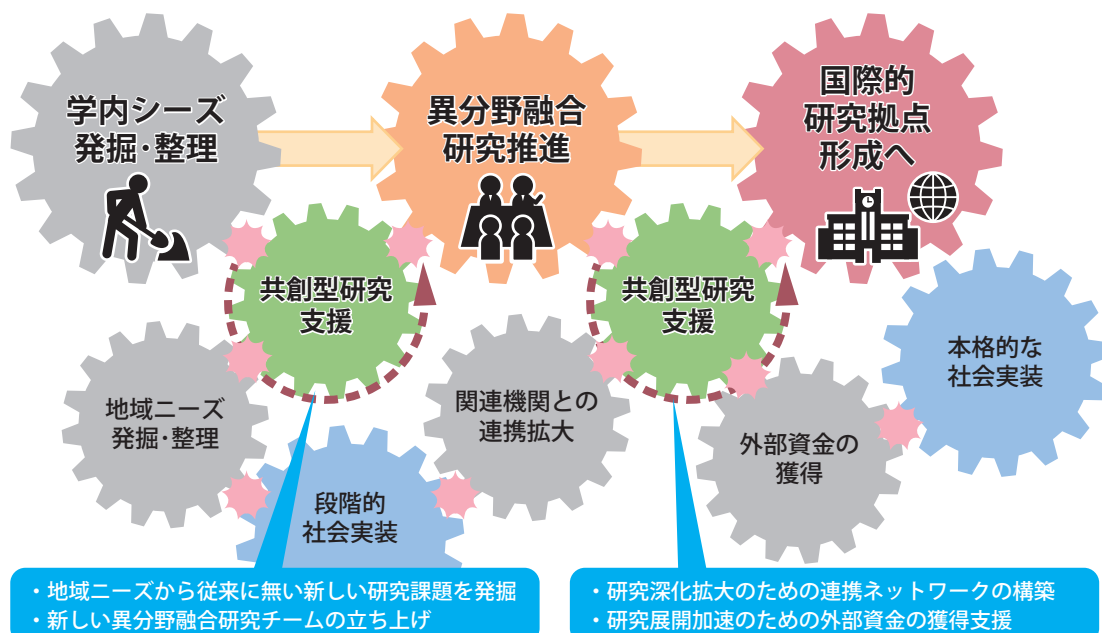 学内シーズ
発掘・整理
異分野融合
研究推進
国際的
研究拠点
形成へ
共創型研究
支援
共創型研究
支援
地域ニーズ
発掘・整理
関連機関との
連携拡大
本格的な
社会実装
外部資金の
獲得
段階的
社会実装
・地域ニーズから従来に無い新しい研究課題を発掘
・新しい異分野融合研究チームの立ち上げ
・研究深化拡大のための連携ネットワークの構築
・研究展開加速のための外部資金の獲得支援